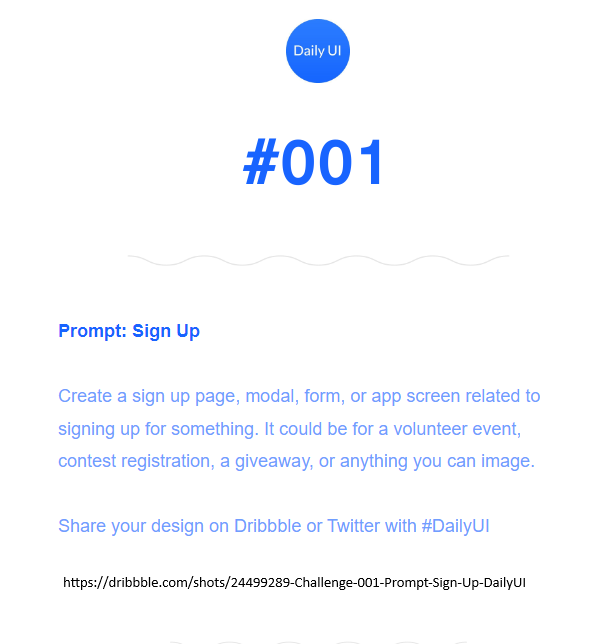 Daily UI
#001
Prompt: Sign Up
Create a sign up page, modal, form, or app screen related to
signing up for something. It could be for a volunteer event,
contest registration, a giveaway, or anything you can image.
Share your design on Dribbble or Twitter with #DailyUI
https://dribbble.com/shots/24499289-Challenge-001-Prompt-Sign-Up-DailyUI